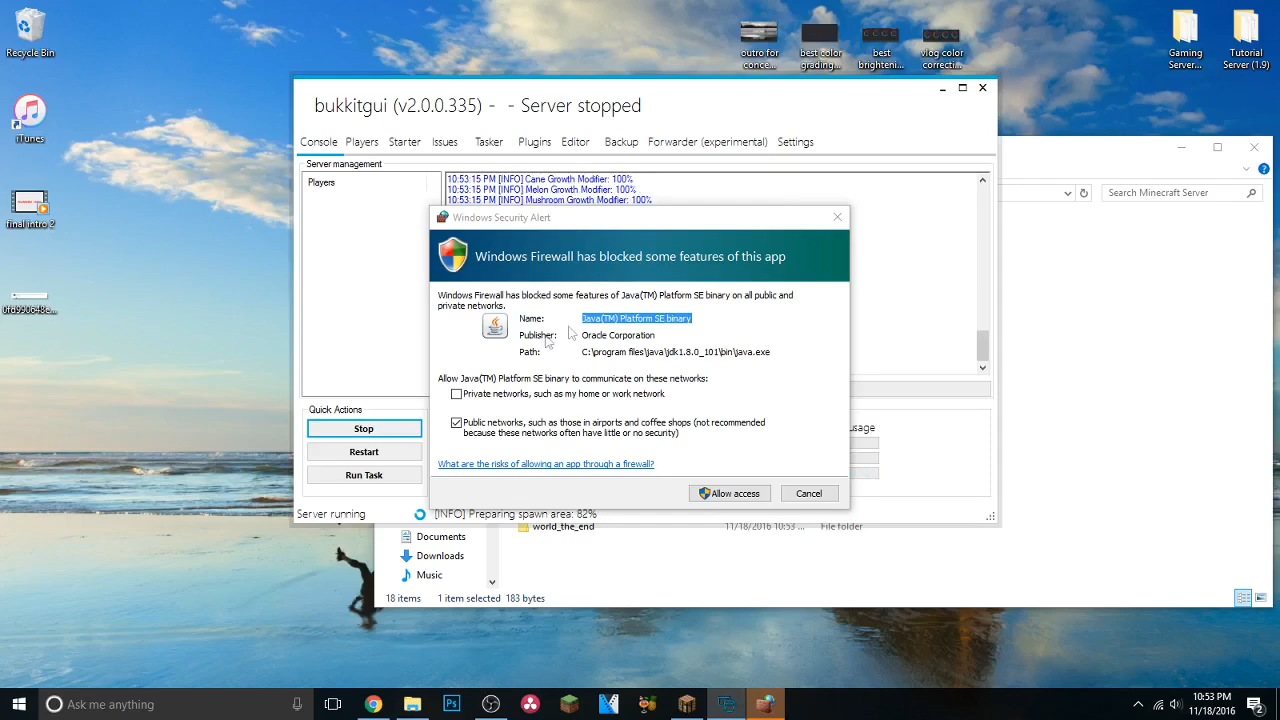 Recycle Bin
iTunes
final intro 2
0fd990648e...
outro for
conce...
best color
grading...
best
brighteni...
vlog color
correcti...
Gaming
Server...
Tutorial
Server (1.9)
bukkitgui (v2.0.0.335) - - Server stopped
Console Players Starter Issues Tasker Plugins Editor Backup Forwarder (experimental) Settings
Server management
Players
10:53:15 PM [INFO] Cane Growth Modifier: 100%
10:53:15 PM [INFO] Melon Growth Modifier: 100%
10:53:15 PM [INFO] Mushroom Growth Modifier: 100%
Search Minecraft Server
Windows Security Alert
Windows Firewall has blocked some features of this app
Windows Firewall has blocked some features of Java(TM) Platform SE binary on all public and
private networks.
Name: Java(TM) Platform SE binary
Publisher: Oracle Corporation
Path: C:\program files\java\jdk1.8.0_101\bin\java.exe
Allow Java(TM) Platform SE binary to communicate on these networks:
Private networks, such as my home or work network
Public networks, such as those in airports and coffee shops (not recommended
because these networks often have little or no security)
What are the risks of allowing an app through a firewall?
Allow access
Cancel
Quick Actions
Stop
Restart
Run Task
usage
Server running
[INFO] Preparing spawn area: 82%
world_the_end 11/18/2016 10:53 ... File folder
Documents
Downloads
Music
18 items 1 item selected 183 bytes
Ask me anything
10:53 PM
11/18/2016
2